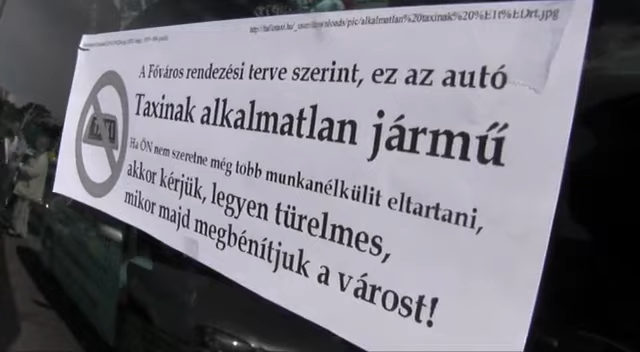 A Főváros rendezési terve szerint, ez az autó
Taxinak alkalmatlan jármű
Ha ÖN nem szeretne még több munkanélkülit eltartani,
akkor kérjük, legyen türelmes,
mikor majd megbénítjuk a várost!